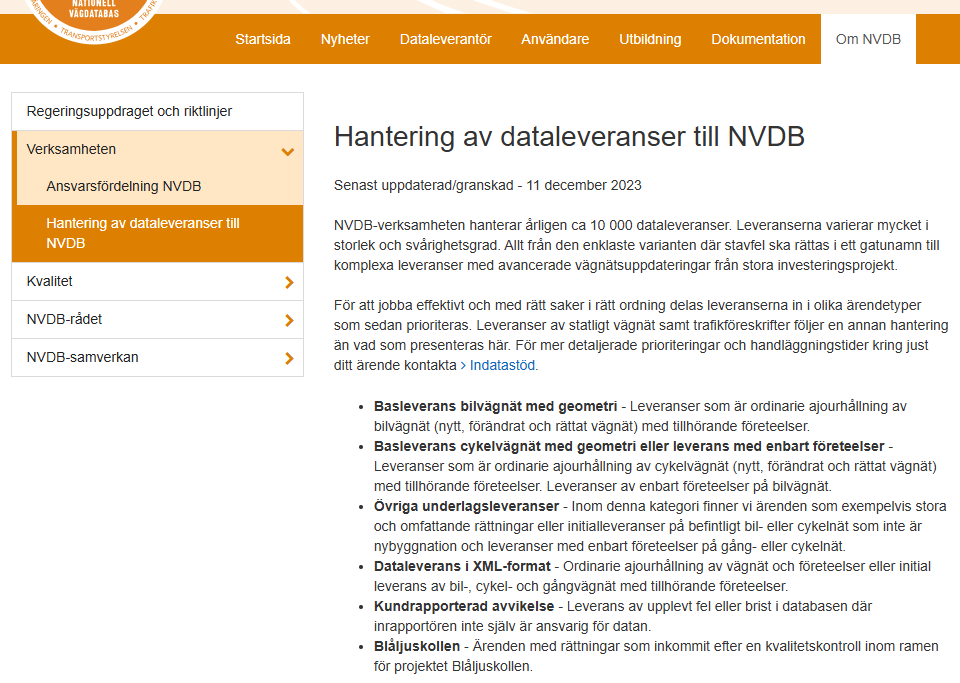 NATIONELL
VÄGDATABAS
TRANSPORTSTYRELSEN
Startsida
Nyheter
Dataleverantör
Användare
Utbildning
Dokumentation
Om NVDB
Regeringsuppdraget och riktlinjer
Verksamheten
Ansvarsfördelning NVDB
Hantering av dataleveranser till
NVDB
Kvalitet
NVDB-rådet
NVDB-samverkan
Hantering av dataleveranser till NVDB
Senast uppdaterad/granskad - 11 december 2023
NVDB-verksamheten hanterar årligen ca 10 000 dataleveranser. Leveranserna varierar mycket i
storlek och svårighetsgrad. Allt från den enklaste varianten där stavfel ska rättas i ett gatunamn till
komplexa leveranser med avancerade vägnätsuppdateringar från stora investeringsprojekt.
För att jobba effektivt och med rätt saker i rätt ordning delas leveranserna in i olika ärendetyper
som sedan prioriteras. Leveranser av statligt vägnät samt trafikföreskrifter följer en annan hantering
än vad som presenteras här. För mer detaljerade prioriteringar och handläggningstider kring just
ditt ärende kontakta › Indatastöd.
• Basleverans bilvägnät med geometri - Leveranser som är ordinarie ajourhållning av
bilvägnät (nytt, förändrat och rättat vägnät) med tillhörande företeelser.
• Basleverans cykelvägnät med geometri eller leverans med enbart företeelser -
Leveranser som är ordinarie ajourhållning av cykelvägnät (nytt, förändrat och rättat vägnät)
med tillhörande företeelser. Leveranser av enbart företeelser på bilvägnät.
• Övriga underlagsleveranser - Inom denna kategori finner vi ärenden som exempelvis stora
och omfattande rättningar eller initialleveranser på befintligt bil- eller cykelnät som inte är
nybyggnation och leveranser med enbart företeelser på gång- eller cykelnät.
• Dataleverans i XML-format - Ordinarie ajourhållning av vägnät och företeelser eller initial
leverans av bil-, cykel- och gångvägnät med tillhörande företeelser.
• Kundrapporterad avvikelse - Leverans av upplevt fel eller brist i databasen där
inrapportören inte själv är ansvarig för datan.
• Blåljuskollen - Ärenden med rättningar som inkommit efter en kvalitetskontroll inom ramen
för projektet Blåljuskollen.